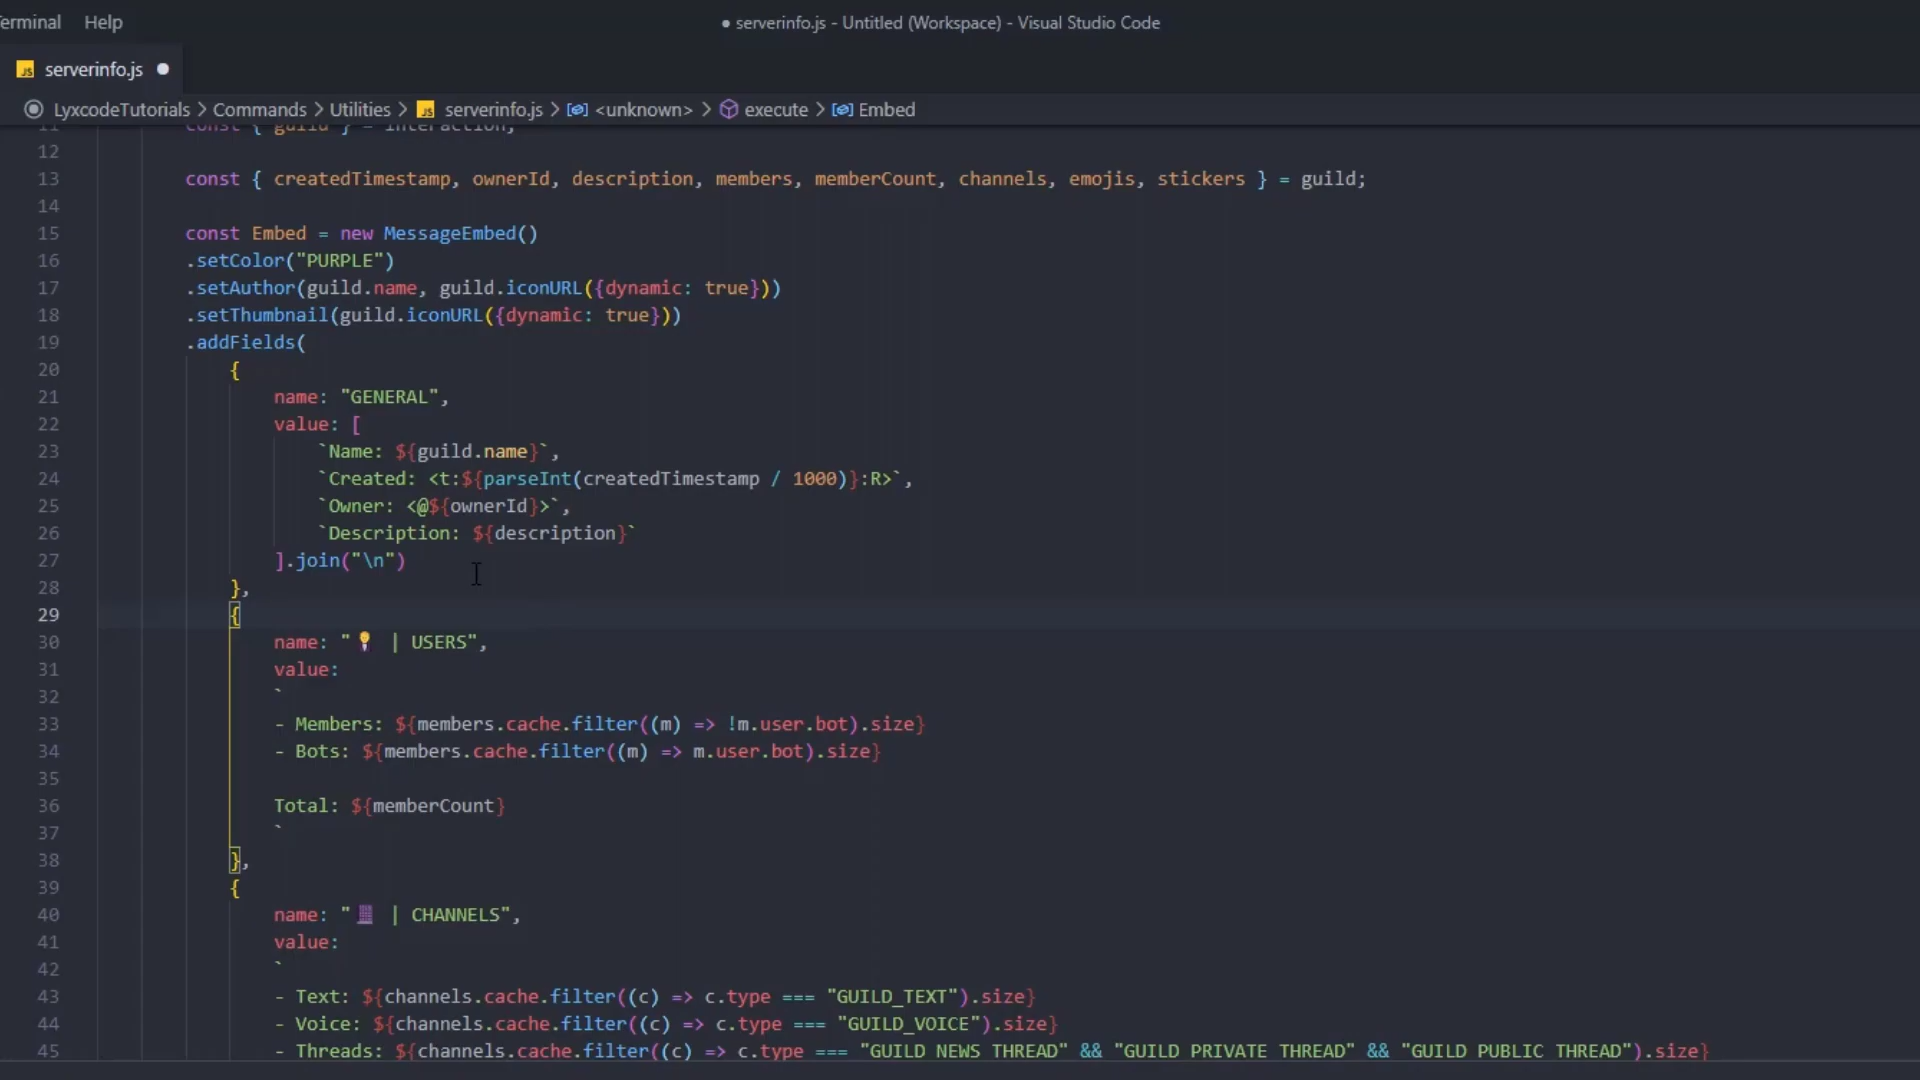 Terminal Help
● serverinfo.js - Untitled (Workspace) - Visual Studio Code
JS serverinfo.js ●
LyxcodeTutorials > Commands > Utilities > JS serverinfo.js > <unknown> > execute > Embed
11 const { guild } = interaction;
12
13 const { createdTimestamp, ownerId, description, members, memberCount, channels, emojis, stickers } = guild;
14
15 const Embed = new MessageEmbed()
16 .setColor("PURPLE")
17 .setAuthor(guild.name, guild.iconURL({dynamic: true}))
18 .setThumbnail(guild.iconURL({dynamic: true}))
19 .addFields(
20 {
21 name: "GENERAL",
22 value: [
23 `Name: ${guild.name}`,
24 `Created: <t:${parseInt(createdTimestamp / 1000)}:R>`,
25 `Owner: <@${ownerId}>`,
26 `Description: ${description}`
27 ].join("\n")
28 },
29 {
30 name: "💡 | USERS",
31 value:
32 `
33 - Members: ${members.cache.filter((m) => !m.user.bot).size}
34 - Bots: ${members.cache.filter((m) => m.user.bot).size}
35
36 Total: ${memberCount}
37 `
38 },
39 {
40 name: " | CHANNELS",
41 value:
42 `
43 - Text: ${channels.cache.filter((c) => c.type === "GUILD_TEXT").size}
44 - Voice: ${channels.cache.filter((c) => c.type === "GUILD_VOICE").size}
45 - Threads: ${channels.cache.filter((c) => c.type === "GUILD_NEWS_THREAD" && "GUILD_PRIVATE_THREAD" && "GUILD_PUBLIC_THREAD").size}